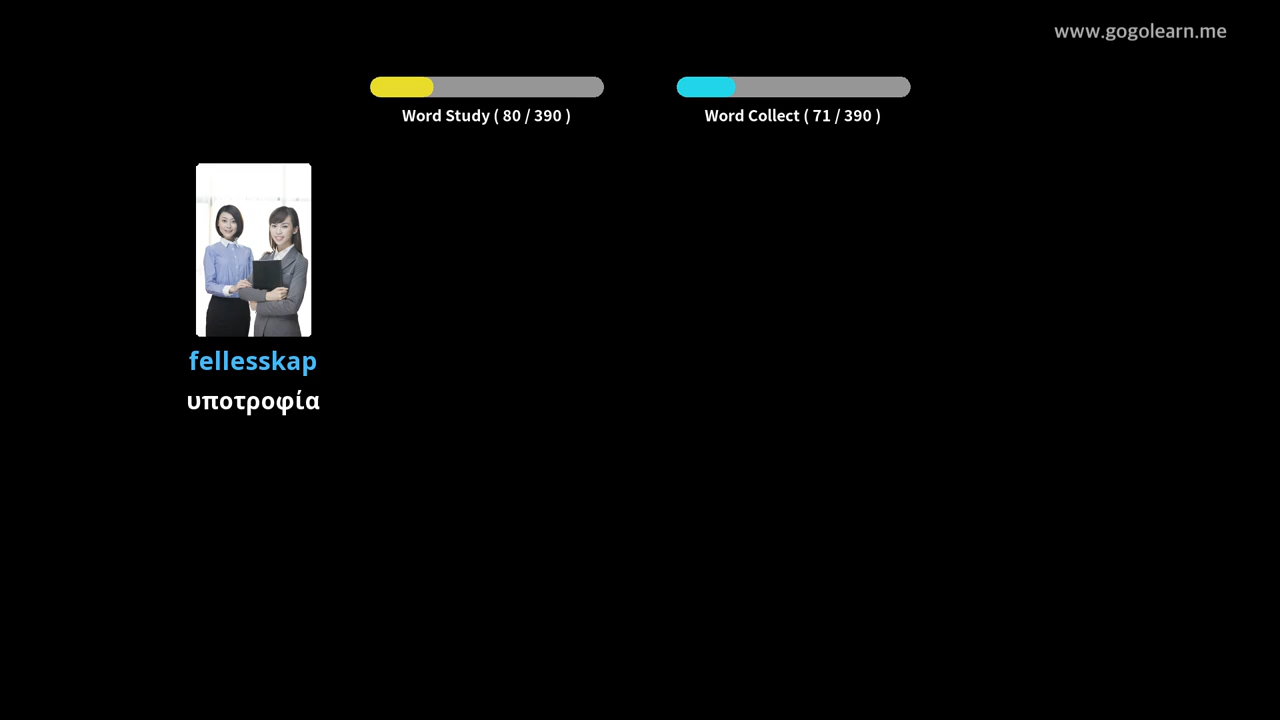 www.gogolearn.me
Word Study ( 80 / 390 )
Word Collect ( 71 / 390 )
fellesskap
υποτροφία